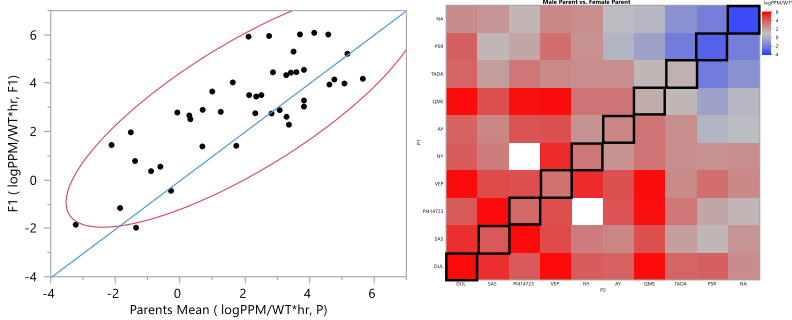 Male Parent vs. Female Parent
logPPM/WT*
6
4
2
0
-2
-4
F1 ( logPPM/WT*hr, F1)
6
4
2
0
-2
-4
-4 -2 0 2 4 6
Parents Mean ( logPPM/WT*hr, P)
P1
NA
PSR
TADA
QME
AY
NY
VEP
PI414723
SAS
DUL
DUL SAS PI414723 VEP NY AY QME TADA PSR NA
P2